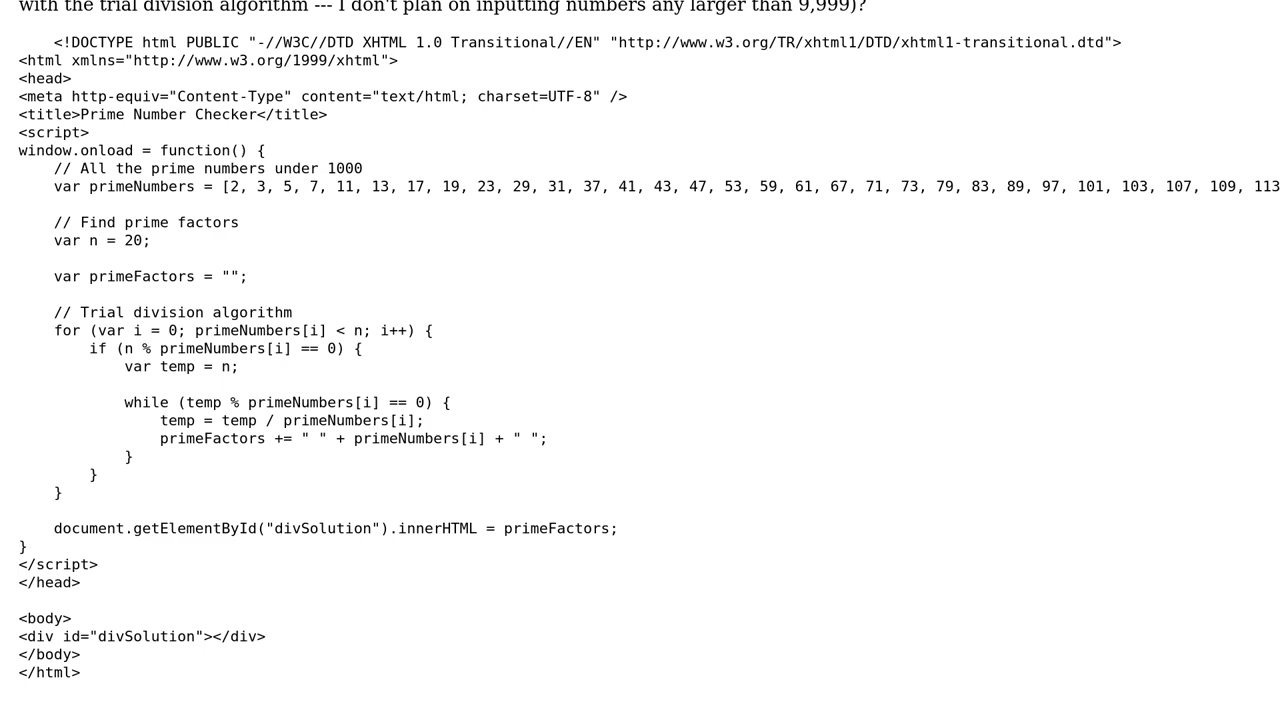 with the trial division algorithm --- I don't plan on inputting numbers any larger than 9,999)?
<!DOCTYPE html PUBLIC "-//W3C//DTD XHTML 1.0 Transitional//EN" "http://www.w3.org/TR/xhtml1/DTD/xhtml1-transitional.dtd">
<html xmlns="http://www.w3.org/1999/xhtml">
<head>
<meta http-equiv="Content-Type" content="text/html; charset=UTF-8" />
<title>Prime Number Checker</title>
<script>
window.onload = function() {
    // All the prime numbers under 1000
    var primeNumbers = [2, 3, 5, 7, 11, 13, 17, 19, 23, 29, 31, 37, 41, 43, 47, 53, 59, 61, 67, 71, 73, 79, 83, 89, 97, 101, 103, 107, 109, 113
    // Find prime factors
    var n = 20;
    var primeFactors = "";
    // Trial division algorithm
    for (var i = 0; primeNumbers[i] < n; i++) {
        if (n % primeNumbers[i] == 0) {
            var temp = n;
            while (temp % primeNumbers[i] == 0) {
                temp = temp / primeNumbers[i];
                primeFactors += " " + primeNumbers[i] + " ";
            }
        }
    }
    document.getElementById("divSolution").innerHTML = primeFactors;
}
</script>
</head>
<body>
<div id="divSolution"></div>
</body>
</html>